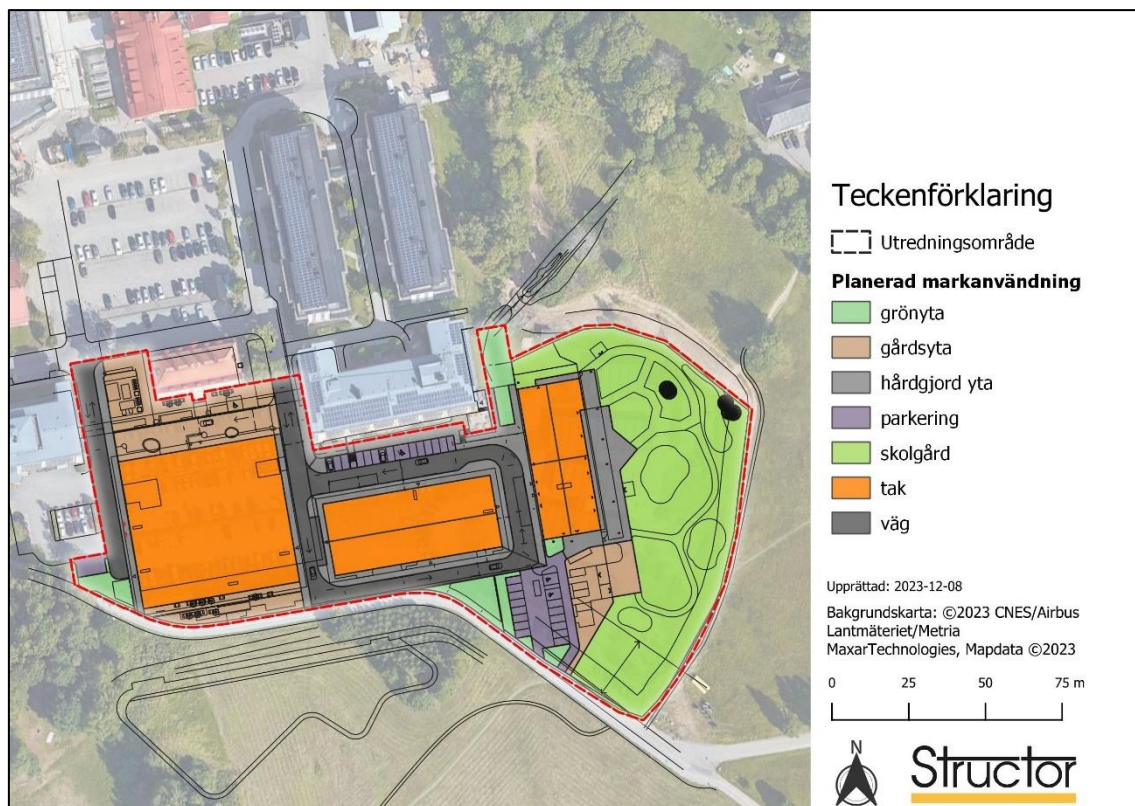 Teckenförklaring
Utredningsområde
Planerad markanvändning
grönyta
gårdsyta
hårdgjord yta
parkering
skolgård
tak
väg
Upprättad: 2023-12-08
Bakgrundskarta: ©2023 CNES/Airbus
Lantmäteriet/Metria
MaxarTechnologies, Mapdata ©2023
0 25 50 75 m
N
Structor